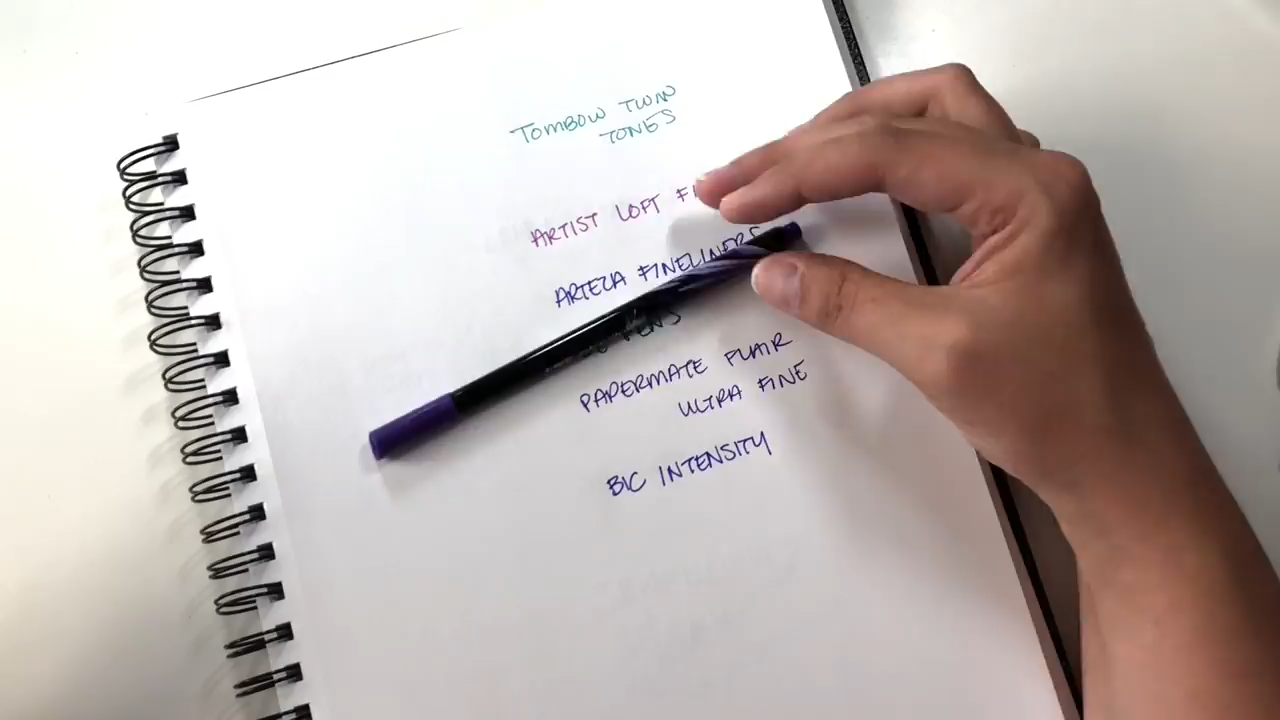 TOMBOW TWIN
TONES
ARTIST LOFT
ARTEZA FINELINERS
PENS
PAPERMATE FLAIR
ULTRA FINE
BIC INTENSITY